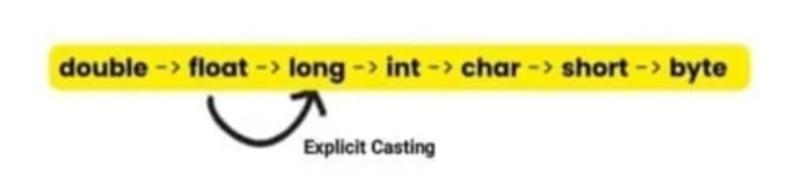 double -> float -> long -> int -> char -> short -> byte
Explicit Casting